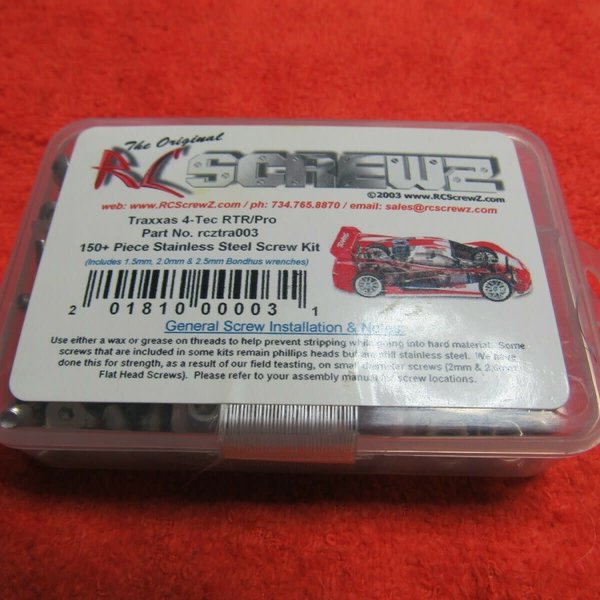 The Original
RC SCREWZ
©2003 www.RCScrewZ.com
web: www.RCScrewZ.com / ph: 734.765.8870 / email: sales@rcscrewz.com
Traxxas 4-Tec RTR/Pro
Part No. rcztra003
150+ Piece Stainless Steel Screw Kit
(Includes 1.5mm, 2.0mm & 2.5mm Bondhus wrenches)
2 01810 00003 1
General Screw Installation & Notes
Use either a wax or grease on threads to help prevent stripping while going into hard material. Some
screws that are included in some kits remain phillips heads but are still stainless steel. We have
done this for strength, as a result of our field teasting, on small diameter screws (2mm & 2.6mm
Flat Head Screws). Please refer to your assembly manual for screw locations.